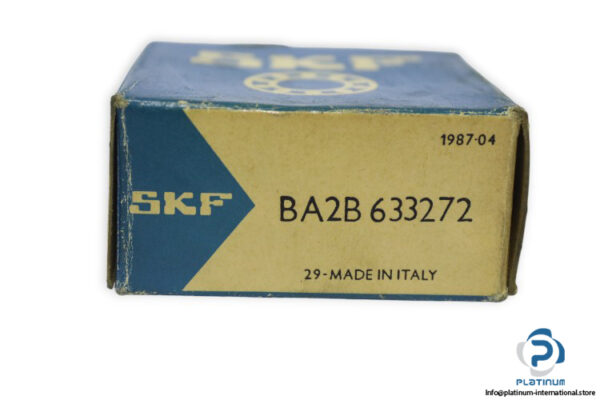 SKF
1987-04
SKF
BA2B 633272
29-MADE IN ITALY
PLATINUM
Info@platinum-international.store